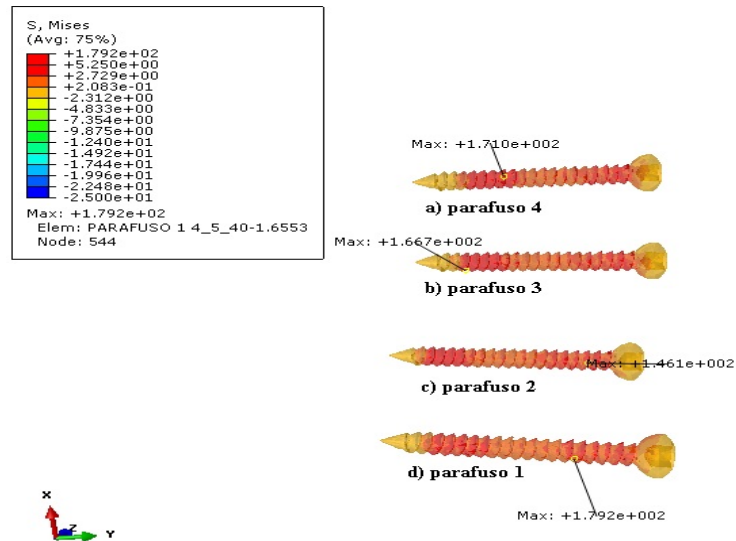 S, Mises
(Avg: 75%)
+1.792e+02
+5.250e+00
+2.729e+00
+2.083e-01
-2.312e+00
-4.833e+00
-7.354e+00
-9.875e+00
-1.240e+01
-1.492e+01
-1.744e+01
-1.996e+01
-2.248e+01
-2.500e+01
Max: +1.792e+02
Elem: PARAFUSO 1 4_5_40-1.6553
Node: 544
Max: +1.710e+002
a) parafuso 4
Max: +1.667e+002
b) parafuso 3
Max: +1.461e+002
c) parafuso 2
d) parafuso 1
Max: +1.792e+002
X
Z
Y